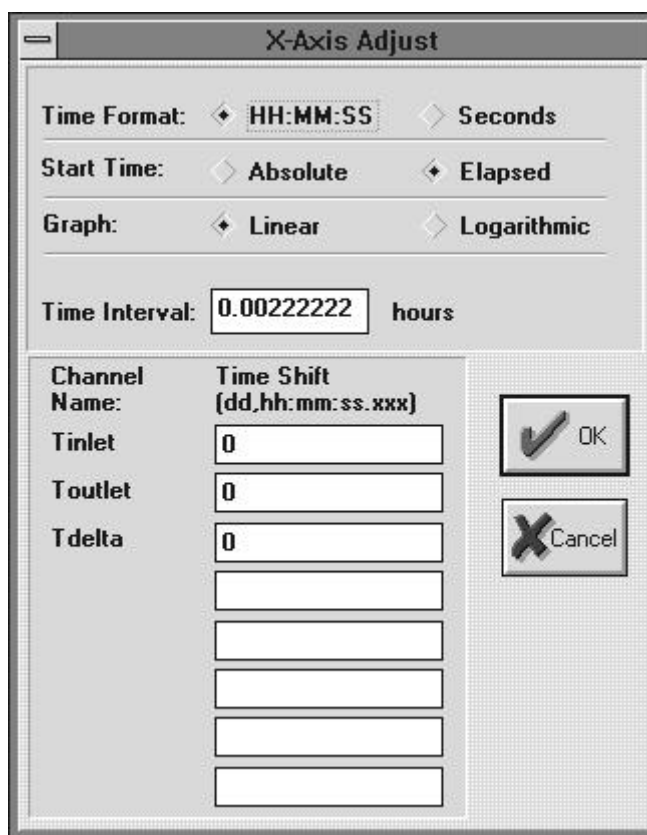 X-Axis Adjust
Time Format: HH:MM:SS Seconds
Start Time: Absolute Elapsed
Graph: Linear Logarithmic
Time Interval: 0.00222222 hours
Channel Name: Time Shift (dd,hh:mm:ss.xxx)
Tinlet 0
Toutlet 0
Tdelta 0
OK
Cancel